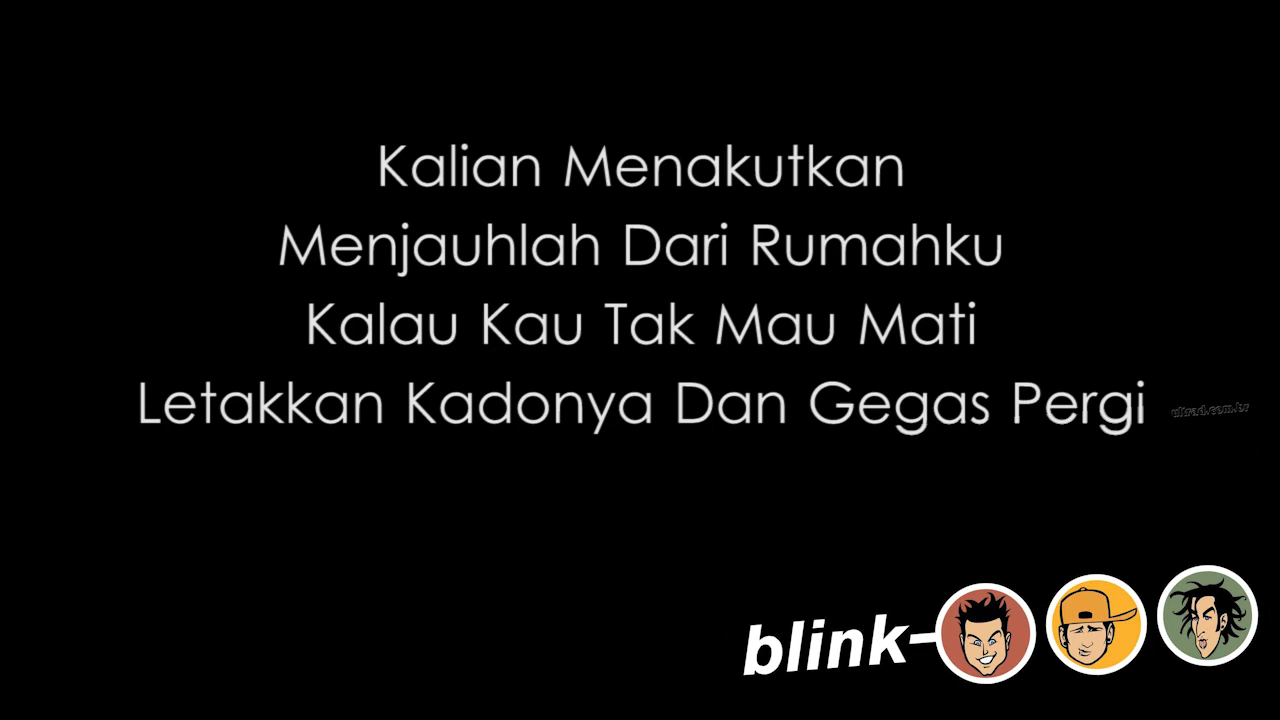 Kalian Menakutkan
Menjauhlah Dari Rumahku
Kalau Kau Tak Mau Mati
Letakkan Kadonya Dan Gegas Pergi
blink-